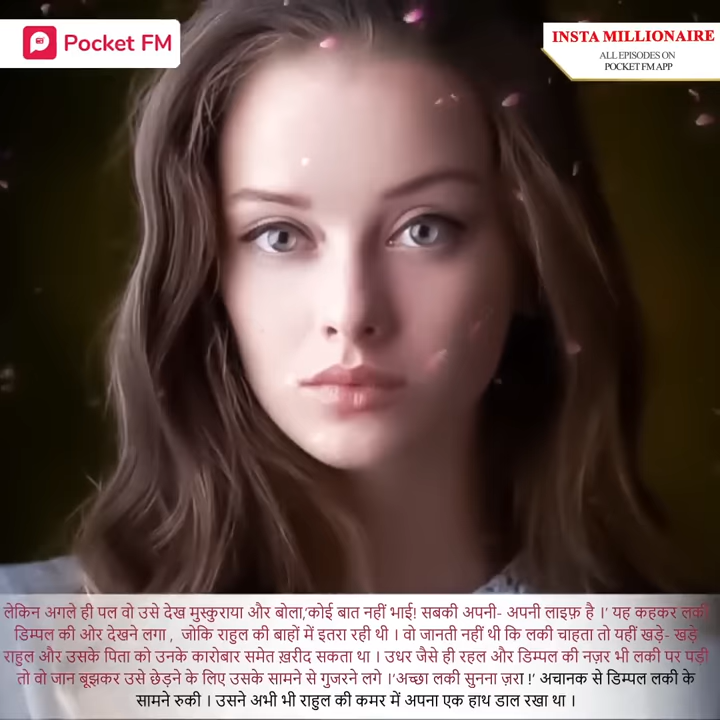 Pocket FM
INSTA MILLIONAIRE
ALL EPISODES ON
POCKET FM APP
लेकिन अगले ही पल वो उसे देख मुस्कुराया और बोला,'कोई बात नहीं भाई! सबकी अपनी- अपनी लाइफ़ है ।' यह कहकर लकी
डिम्पल की ओर देखने लगा , जोकि राहुल की बाहों में इतरा रही थी । वो जानती नहीं थी कि लकी चाहता तो यहीं खड़े- खड़े
राहुल और उसके पिता को उनके कारोबार समेत ख़रीद सकता था । उधर जैसे ही रहल और डिम्पल की नज़र भी लकी पर पड़ी
तो वो जान बूझकर उसे छेड़ने के लिए उसके सामने से गुजरने लगे ।'अच्छा लकी सुनना ज़रा !' अचानक से डिम्पल लकी के
सामने रुकी । उसने अभी भी राहुल की कमर में अपना एक हाथ डाल रखा था ।